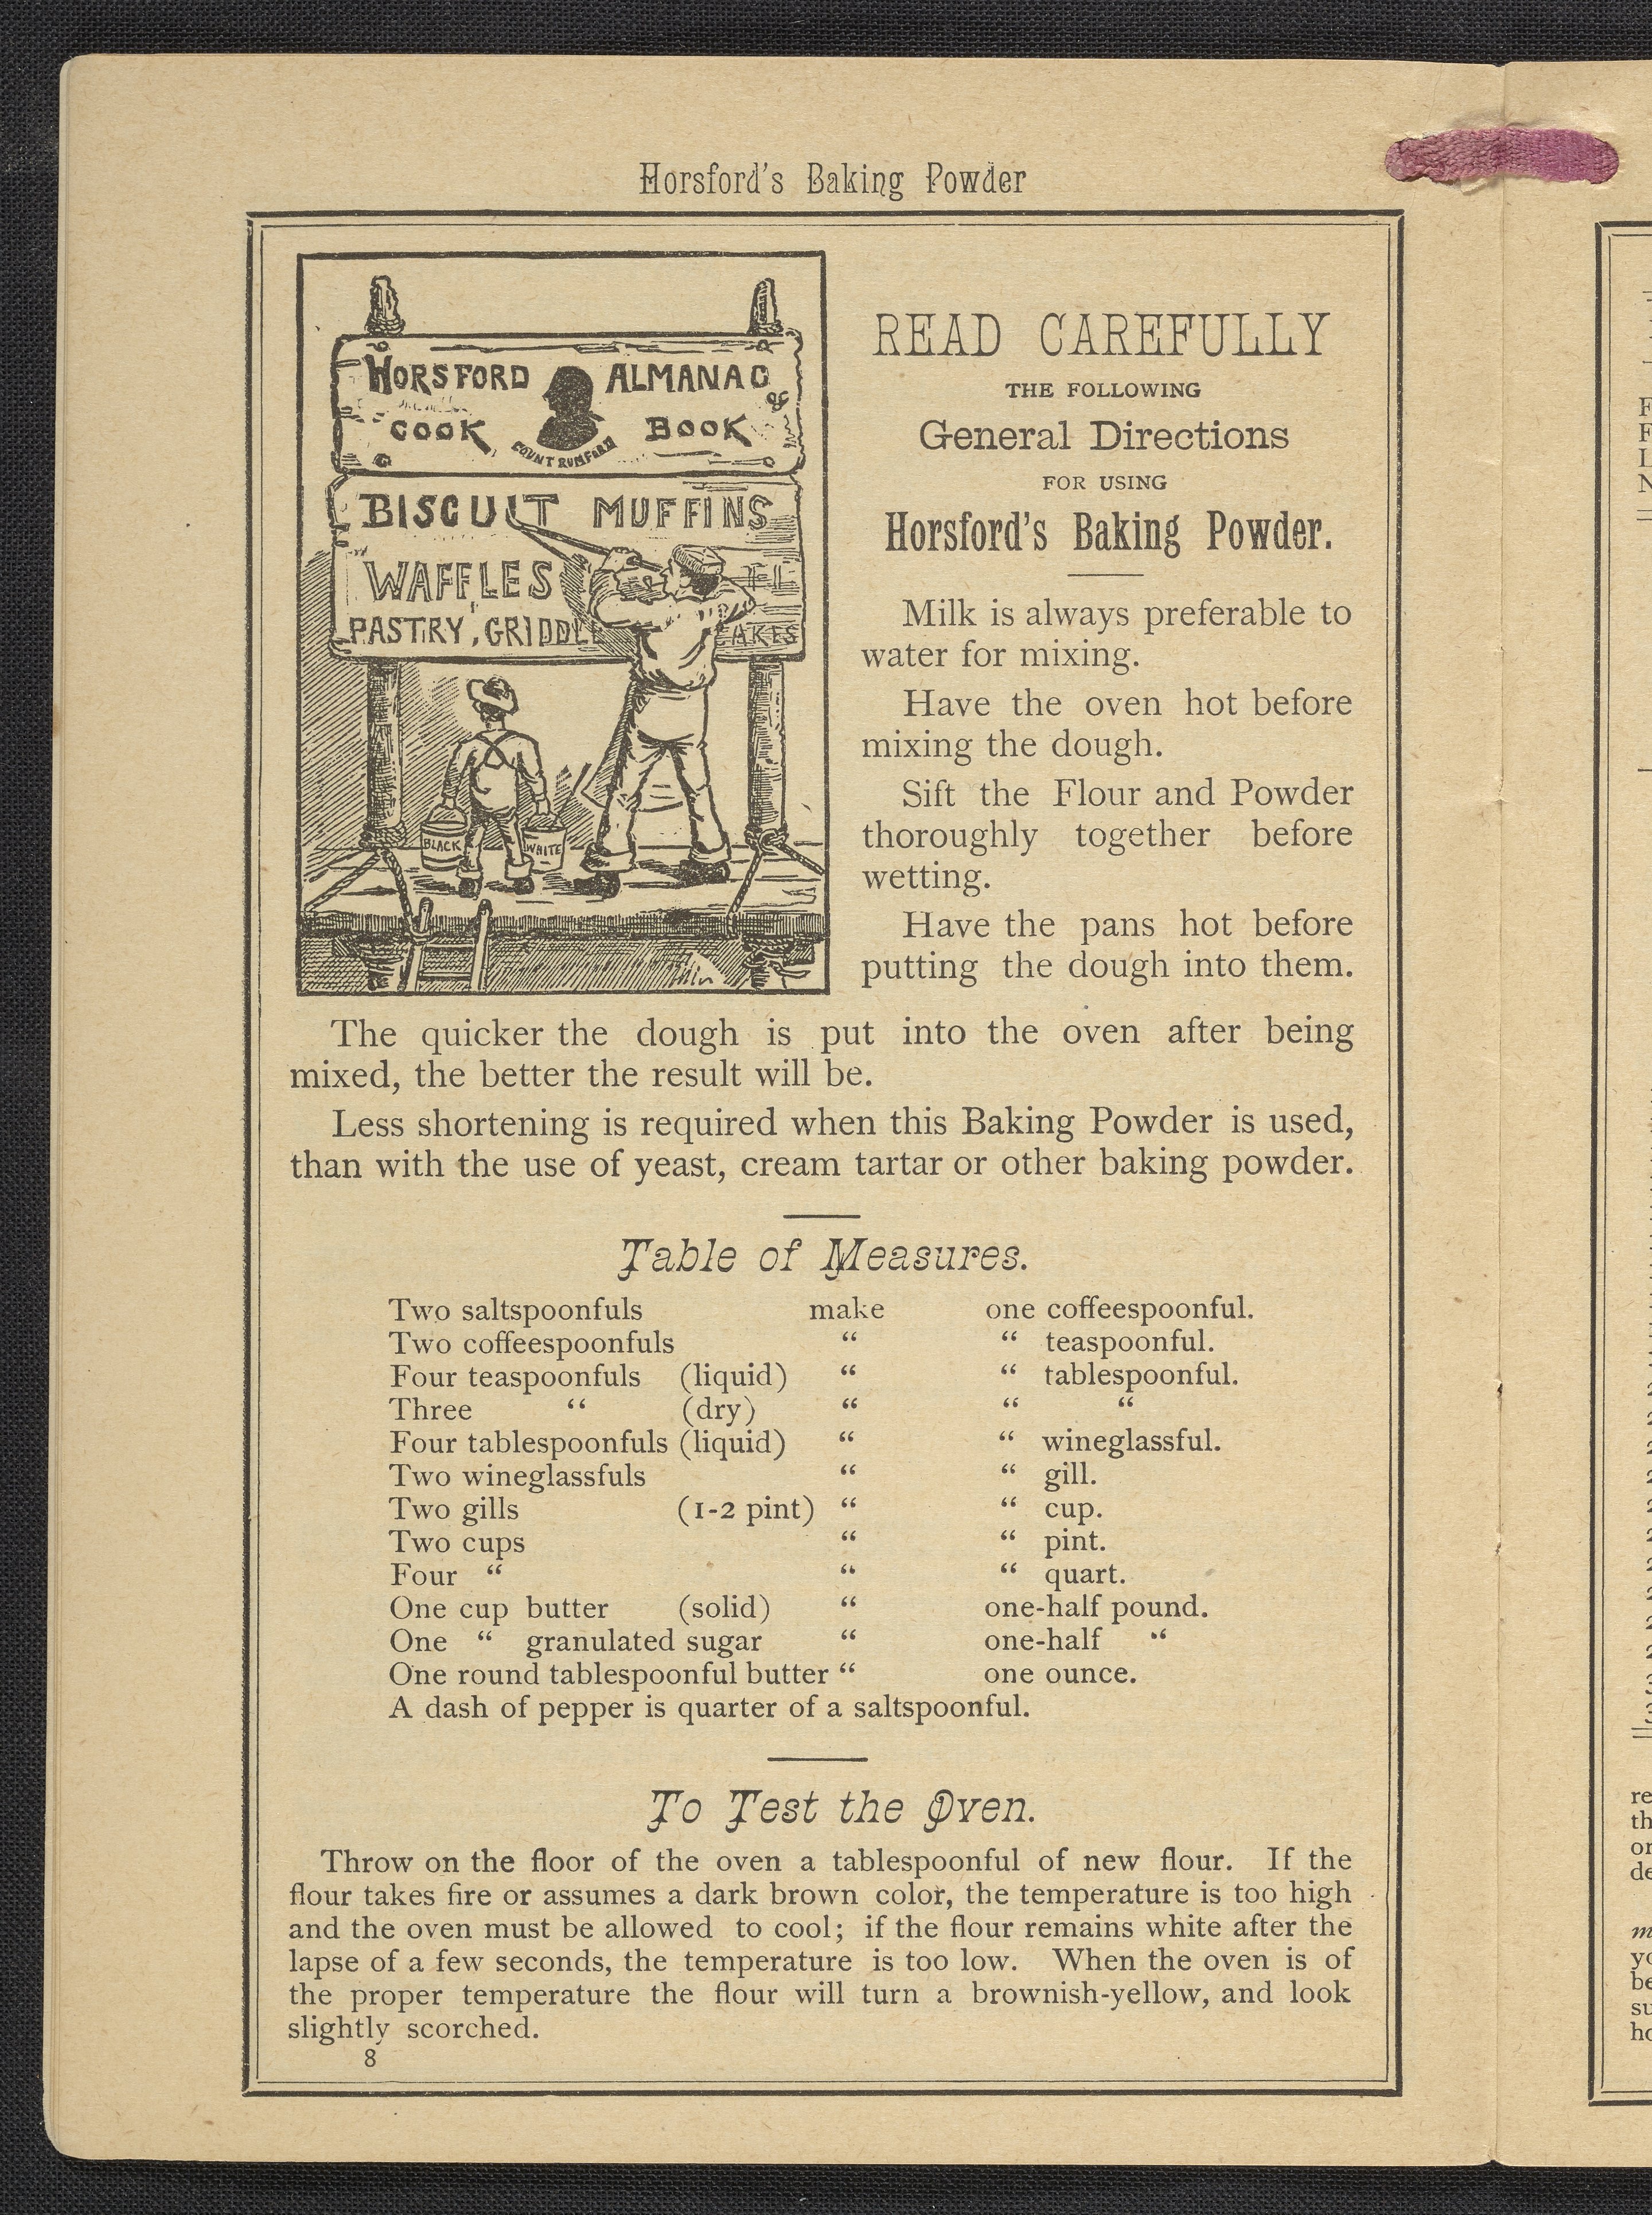 Horsford's Baking Powder
HORSFORD ALMANAC
& COOK BOOK
COUNT RUMFORD
BISCUIT MUFFINS
WAFFLES
PASTRY, GRIDDLE AKES
BLACK WHITE
READ CAREFULLY
THE FOLLOWING
General Directions
FOR USING
Horsford's Baking Powder.
Milk is always preferable to
water for mixing.
Have the oven hot before
mixing the dough.
Sift the Flour and Powder
thoroughly together before
wetting.
Have the pans hot before
putting the dough into them.
The quicker the dough is put into the oven after being
mixed, the better the result will be.
Less shortening is required when this Baking Powder is used,
than with the use of yeast, cream tartar or other baking powder.
Table of Measures.
Two saltspoonfuls make one coffeespoonful.
Two coffeespoonfuls “ “ teaspoonful.
Four teaspoonfuls (liquid) “ “ tablespoonful.
Three “ (dry) “ “ “
Four tablespoonfuls (liquid) “ “ wineglassful.
Two wineglassfuls “ “ gill.
Two gills (1-2 pint) “ “ cup.
Two cups “ “ pint.
Four “ “ “ quart.
One cup butter (solid) “ one-half pound.
One “ granulated sugar “ one-half “
One round tablespoonful butter “ one ounce.
A dash of pepper is quarter of a saltspoonful.
To Test the Oven.
Throw on the floor of the oven a tablespoonful of new flour. If the
flour takes fire or assumes a dark brown color, the temperature is too high
and the oven must be allowed to cool; if the flour remains white after the
lapse of a few seconds, the temperature is too low. When the oven is of
the proper temperature the flour will turn a brownish-yellow, and look
slightly scorched.
8